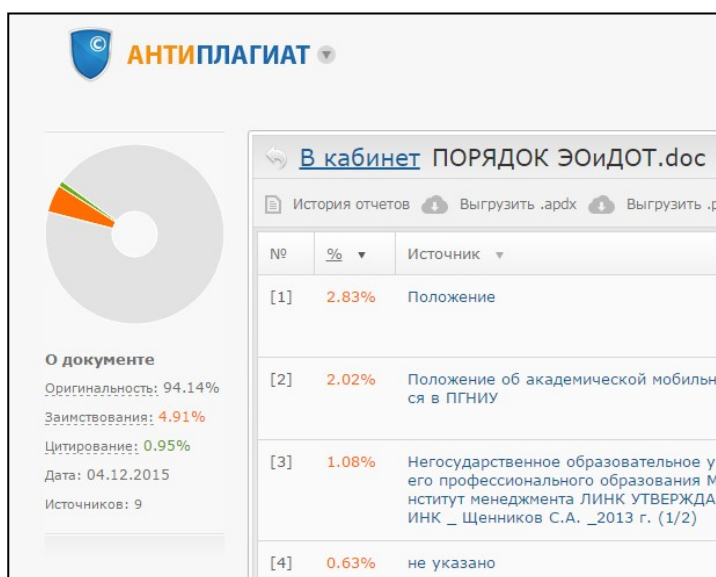 ©
АНТИПЛАГИАТ
В кабинет ПОРЯДОК ЭОиДОТ.doc
История отчетов Выгрузить .apdx Выгрузить .
№ % Источник
[1] 2.83% Положение
[2] 2.02% Положение об академической мобильн
ся в ПГНИУ
[3] 1.08% Негосударственное образовательное у
его профессионального образования М
нститут менеджмента ЛИНК УТВЕРЖДА
ИНК _ Щенников С.А. _2013 г. (1/2)
[4] 0.63% не указано
О документе
Оригинальность: 94.14%
Заимствования: 4.91%
Цитирование: 0.95%
Дата: 04.12.2015
Источников: 9